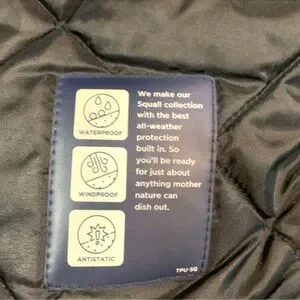 We make our
Squall collection
with the best
all-weather
protection
built in. So
you'll be ready
for just about
anything mother
nature can
dish out.
WATERPROOF
WINDPROOF
ANTISTATIC
TPU-SQ